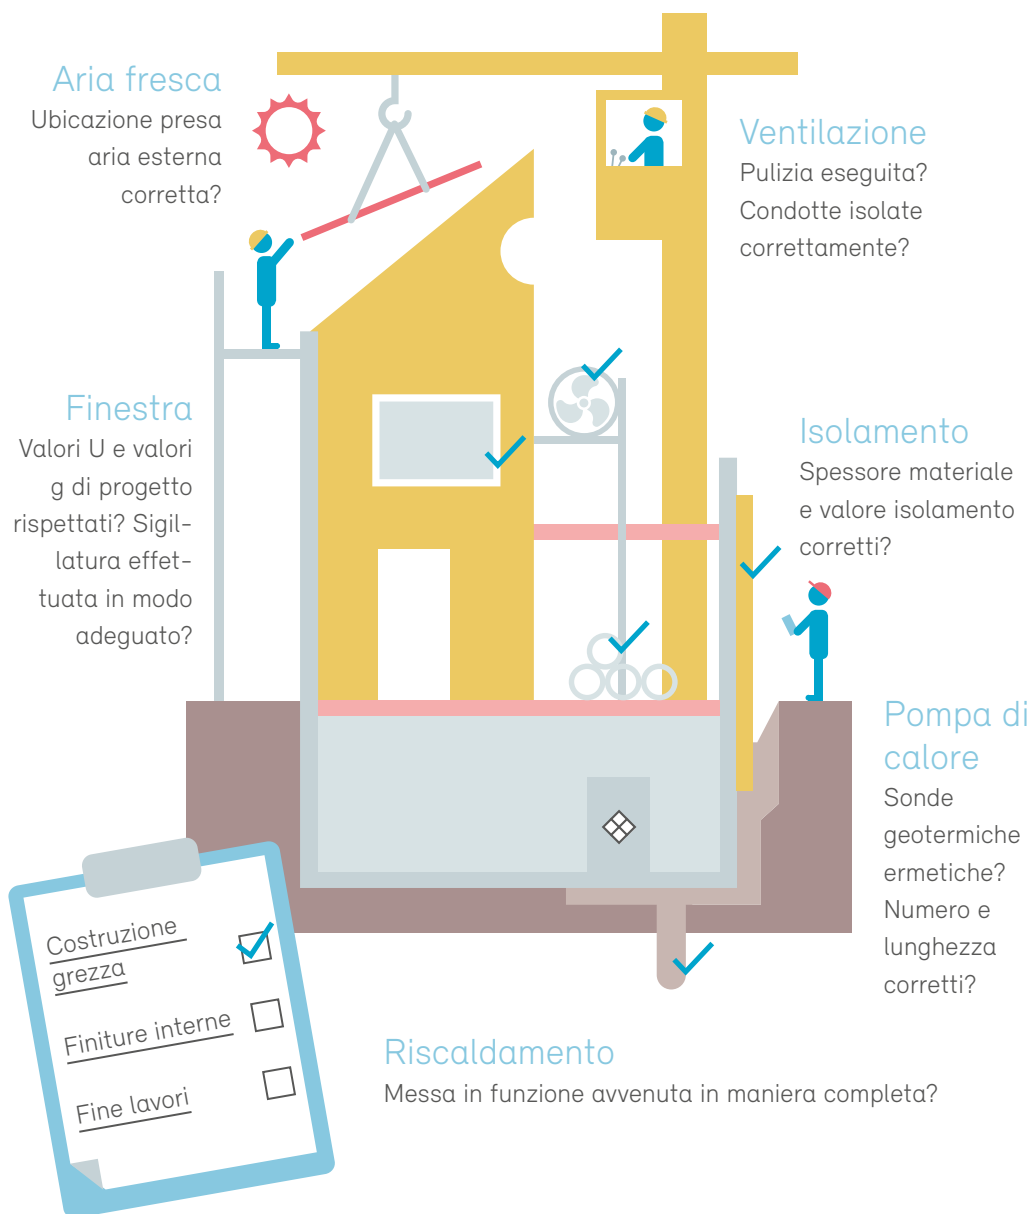 Aria fresca
Ubicazione presa
aria esterna
corretta?
Ventilazione
Pulizia eseguita?
Condotte isolate
correttamente?
Finestra
Valori U e valori
g di progetto
rispettati? Sigil-
latura effet-
tuata in modo
adeguato?
Isolamento
Spessore materiale
e valore isolamento
corretti?
Pompa di
calore
Sonde
geotermiche
ermetiche?
Numero e
lunghezza
corretti?
Costruzione
grezza
Finiture interne
Fine lavori
Riscaldamento
Messa in funzione avvenuta in maniera completa?